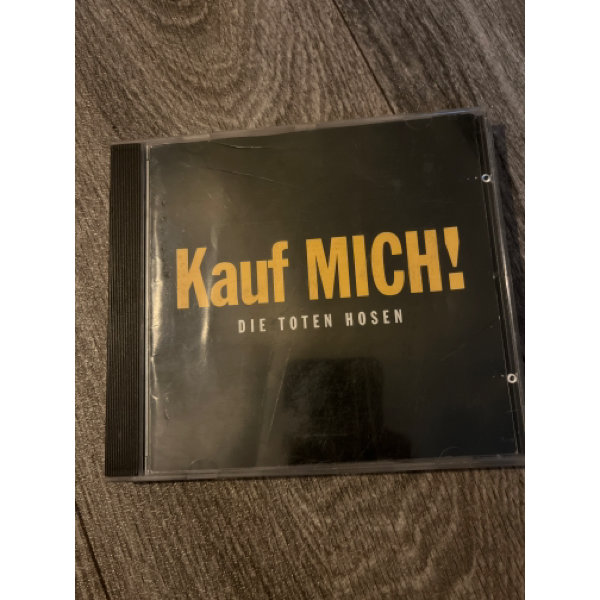 Kauf MICH!
DIE TOTEN HOSEN